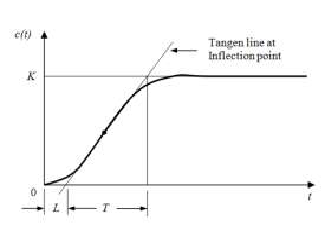 c(t)
Tangen line at
Inflection point
K
0
t
L
T